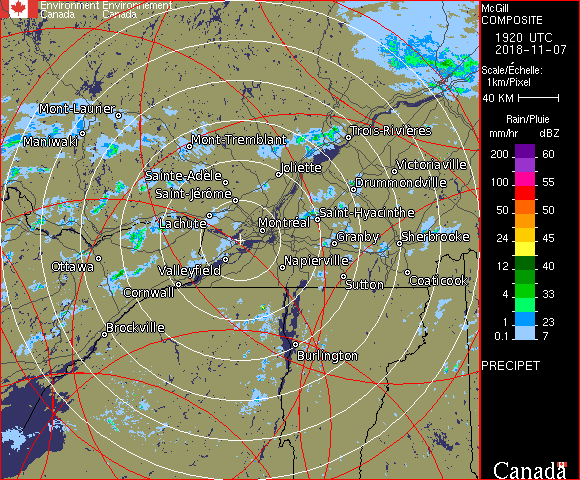 Environment Environnement
Canada Canada
McGill
COMPOSITE
1920 UTC
2018-11-07
Scale/Échelle:
1km/Pixel
40 KM
Rain/Pluie
mm/hr dBZ
200 60
100 55
50 50
24 45
12 40
4 33
1 23
0.1 7
PRECIPET
Canada
Mont-Laurier
Maniwaki
Mont-Tremblant
Trois-Rivières
Joliette
Victoriaville
Sainte-Adèle
Drummondville
Saint-Jérôme
Saint-Hyacinthe
Lachute
Montréal
Granby
Sherbrooke
Ottawa
Valleyfield
Napierville
Coaticook
Cornwall
Sutton
Brockville
Burlington